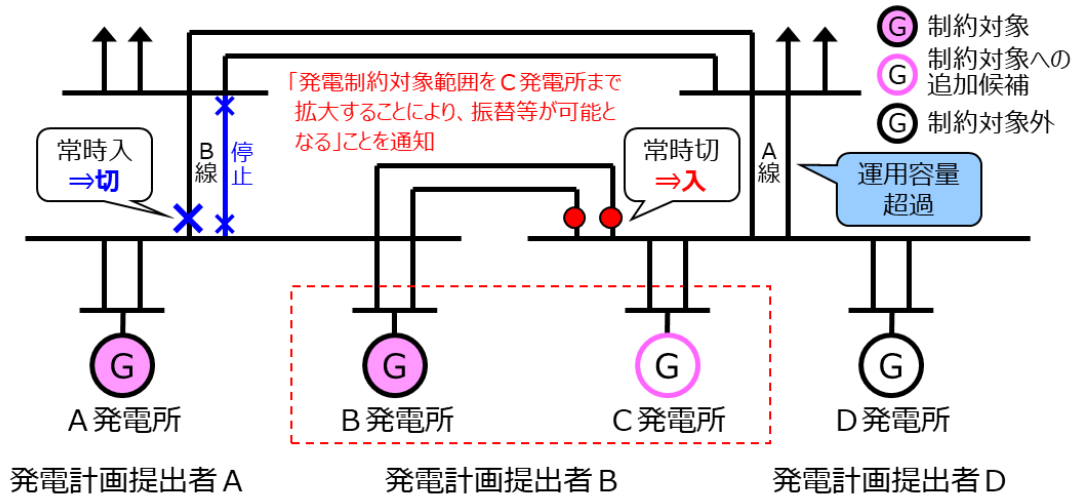 G 制約対象
G 制約対象への
追加候補
G 制約対象外
「発電制約対象範囲をC発電所まで
拡大することにより、振替等が可能と
なる」ことを通知
常時入
⇒切
B線
停止
常時切
⇒入
A線
運用容量
超過
G
G
G
G
A発電所
B発電所
C発電所
D発電所
発電計画提出者A
発電計画提出者B
発電計画提出者D